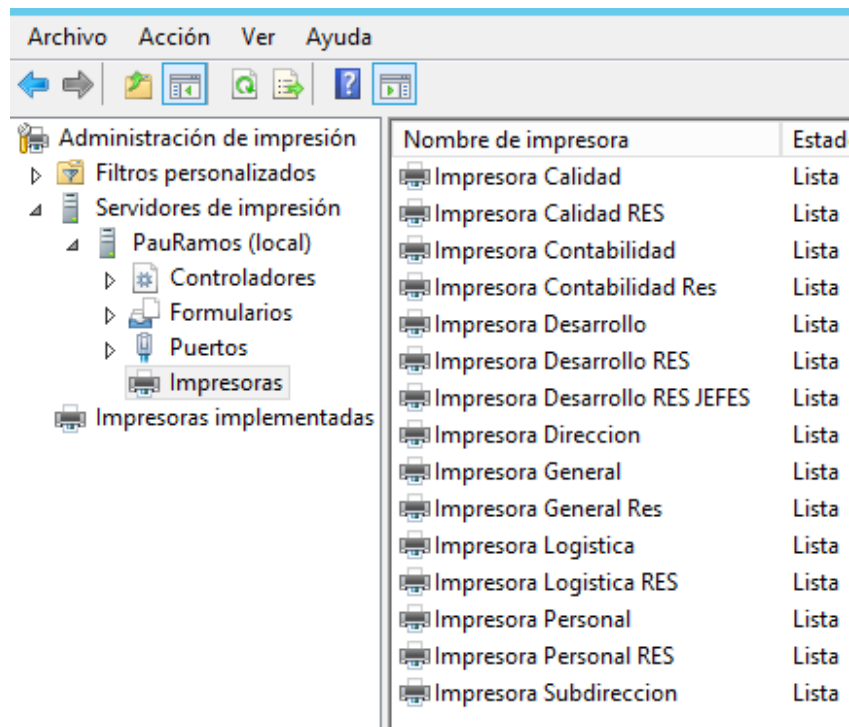 Archivo Acción Ver Ayuda
Administración de impresión
Filtros personalizados
Servidores de impresión
PauRamos (local)
Controladores
Formularios
Puertos
Impresoras
Impresoras implementadas
Nombre de impresora Estad
Impresora Calidad Lista
Impresora Calidad RES Lista
Impresora Contabilidad Lista
Impresora Contabilidad Res Lista
Impresora Desarrollo Lista
Impresora Desarrollo RES Lista
Impresora Desarrollo RES JEFES Lista
Impresora Direccion Lista
Impresora General Lista
Impresora General Res Lista
Impresora Logistica Lista
Impresora Logistica RES Lista
Impresora Personal Lista
Impresora Personal RES Lista
Impresora Subdireccion Lista